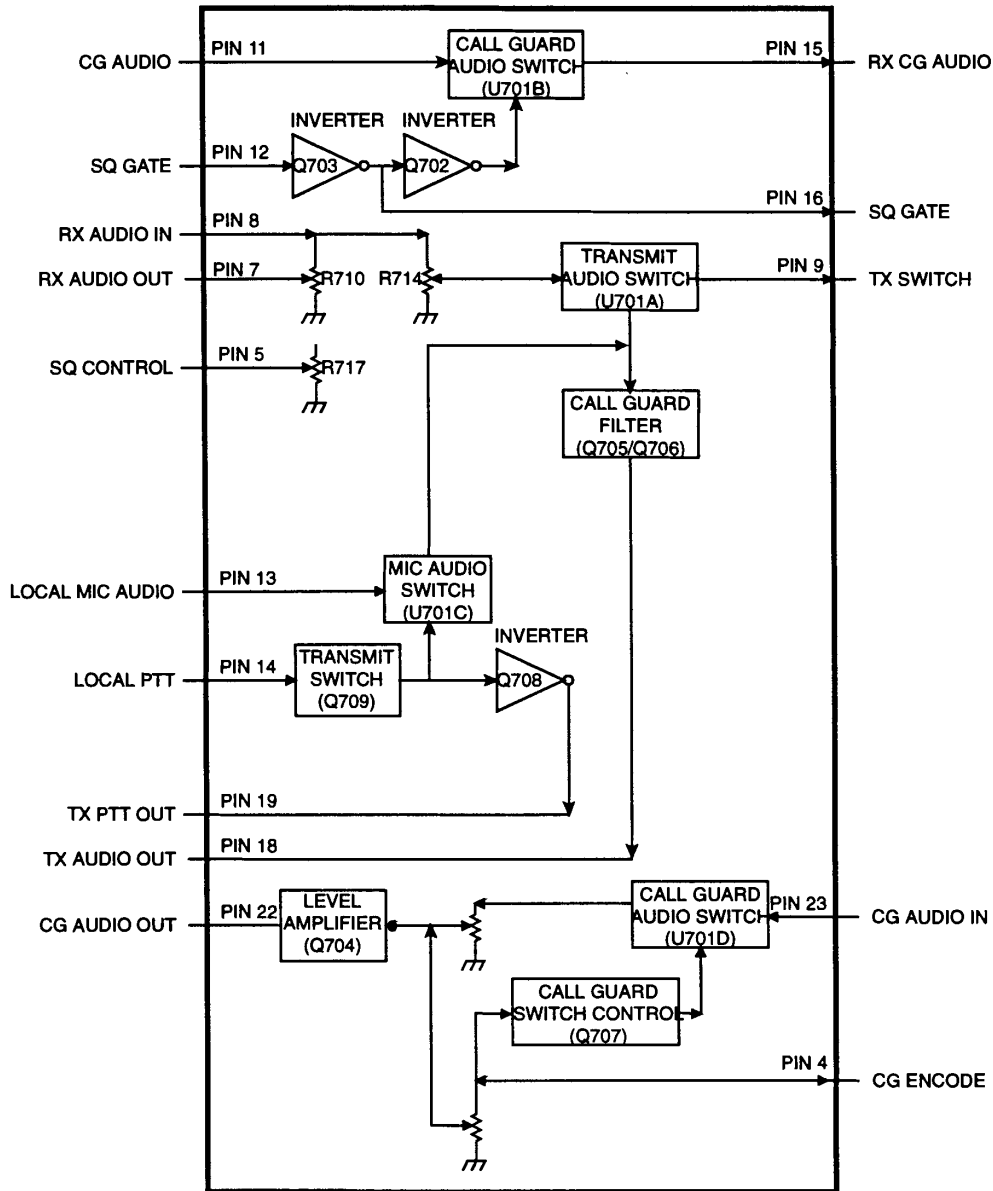 CG AUDIO
PIN 11
CALL GUARD
AUDIO SWITCH
(U701B)
PIN 15
RX CG AUDIO
INVERTER
INVERTER
SQ GATE
PIN 12
Q703
Q702
PIN 16
SQ GATE
RX AUDIO IN
PIN 8
RX AUDIO OUT
PIN 7
R710
R714
TRANSMIT
AUDIO SWITCH
(U701A)
PIN 9
TX SWITCH
SQ CONTROL
PIN 5
R717
CALL GUARD
FILTER
(Q705/Q706)
LOCAL MIC AUDIO
PIN 13
MIC AUDIO
SWITCH
(U701C)
INVERTER
LOCAL PTT
PIN 14
TRANSMIT
SWITCH
(Q709)
Q708
TX PTT OUT
PIN 19
TX AUDIO OUT
PIN 18
CG AUDIO OUT
PIN 22
LEVEL
AMPLIFIER
(Q704)
CALL GUARD
AUDIO SWITCH
(U701D)
PIN 23
CG AUDIO IN
CALL GUARD
SWITCH CONTROL
(Q707)
PIN 4
CG ENCODE